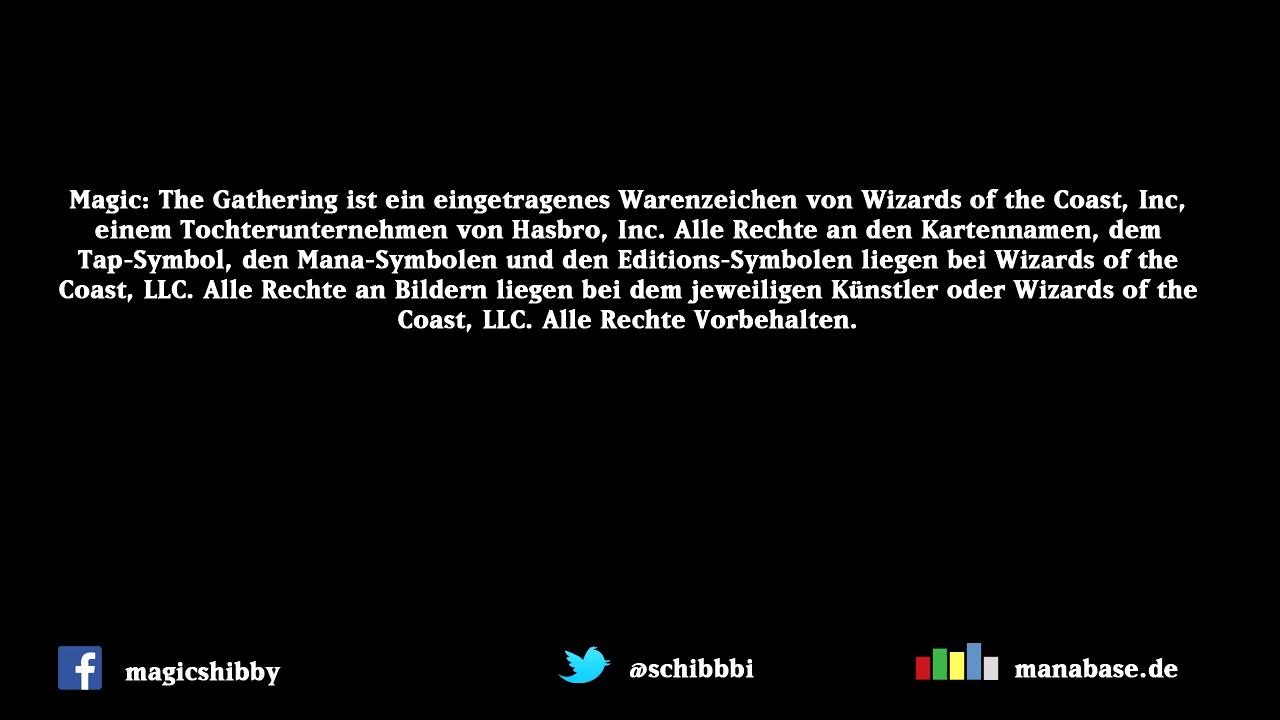 Magic: The Gathering ist ein eingetragenes Warenzeichen von Wizards of the Coast, Inc,
einem Tochterunternehmen von Hasbro, Inc. Alle Rechte an den Kartennamen, dem
Tap-Symbol, den Mana-Symbolen und den Editions-Symbolen liegen bei Wizards of the
Coast, LLC. Alle Rechte an Bildern liegen bei dem jeweiligen Künstler oder Wizards of the
Coast, LLC. Alle Rechte Vorbehalten.
magicshibby
@schibbbi
manabase.de